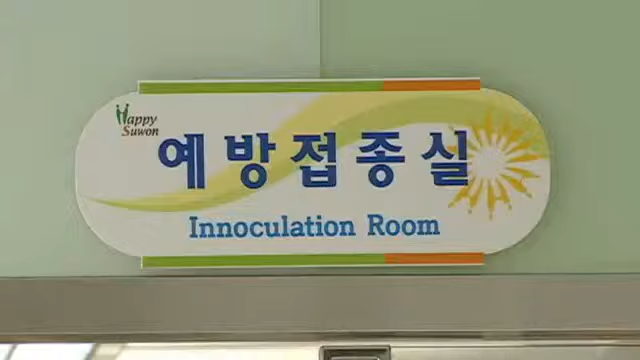 Happy
Suwon
예방접종실
Innoculation Room